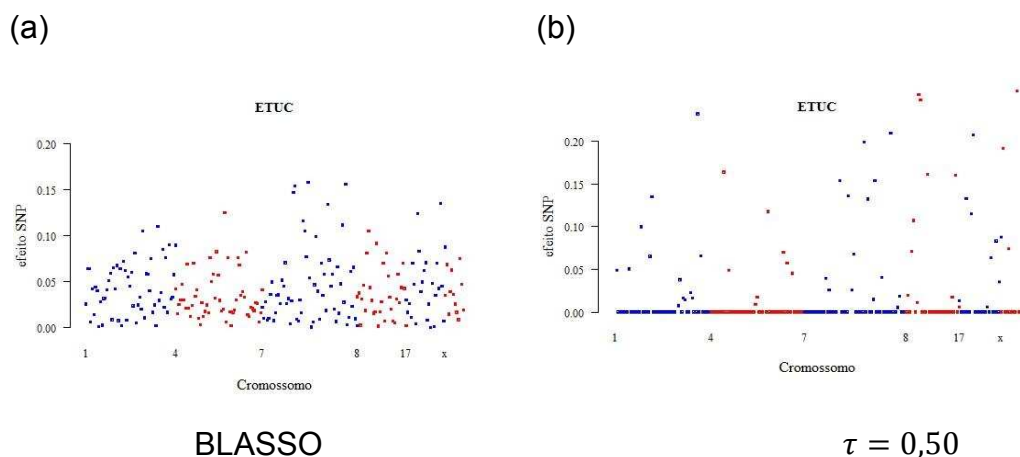 (a)
ETUC
0.20
0.15
0.10
0.05
0.00
efeito SNP
1 4 7 8 17 x
Cromossomo
BLASSO
(b)
ETUC
0.20
0.15
0.10
0.05
0.00
efeito SNP
1 4 7 8 17 x
Cromossomo
τ = 0,50